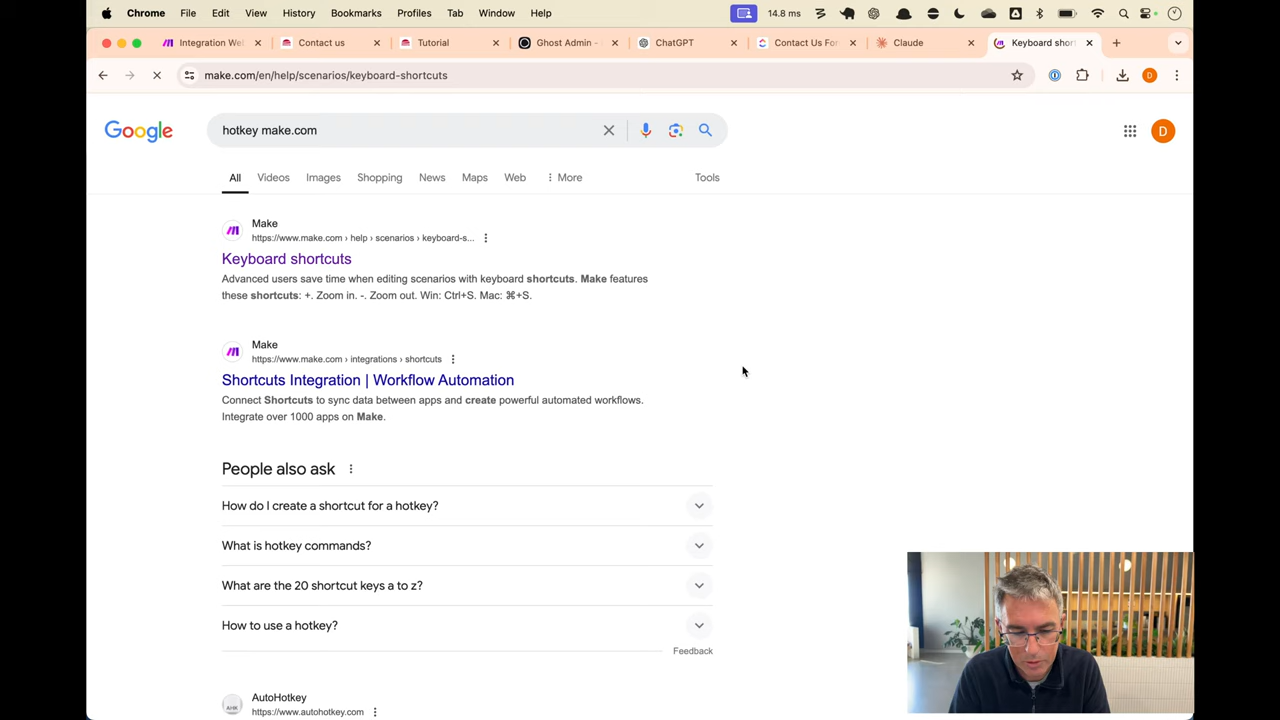 Chrome File Edit View History Bookmarks Profiles Tab Window Help 14.8 ms
Integration We Contact us Tutorial Ghost Admin - ChatGPT Contact Us For Claude Keyboard shor
make.com/en/help/scenarios/keyboard-shortcuts D
Google hotkey make.com D
All Videos Images Shopping News Maps Web More Tools
Make
https://www.make.com › help › scenarios › keyboard-s...
Keyboard shortcuts
Advanced users save time when editing scenarios with keyboard shortcuts. Make features
these shortcuts: +. Zoom in. -. Zoom out. Win: Ctrl+S. Mac: ⌘+S.
Make
https://www.make.com › integrations › shortcuts
Shortcuts Integration | Workflow Automation
Connect Shortcuts to sync data between apps and create powerful automated workflows.
Integrate over 1000 apps on Make.
People also ask
How do I create a shortcut for a hotkey?
What is hotkey commands?
What are the 20 shortcut keys a to z?
How to use a hotkey?
Feedback
AHK AutoHotkey
https://www.autohotkey.com